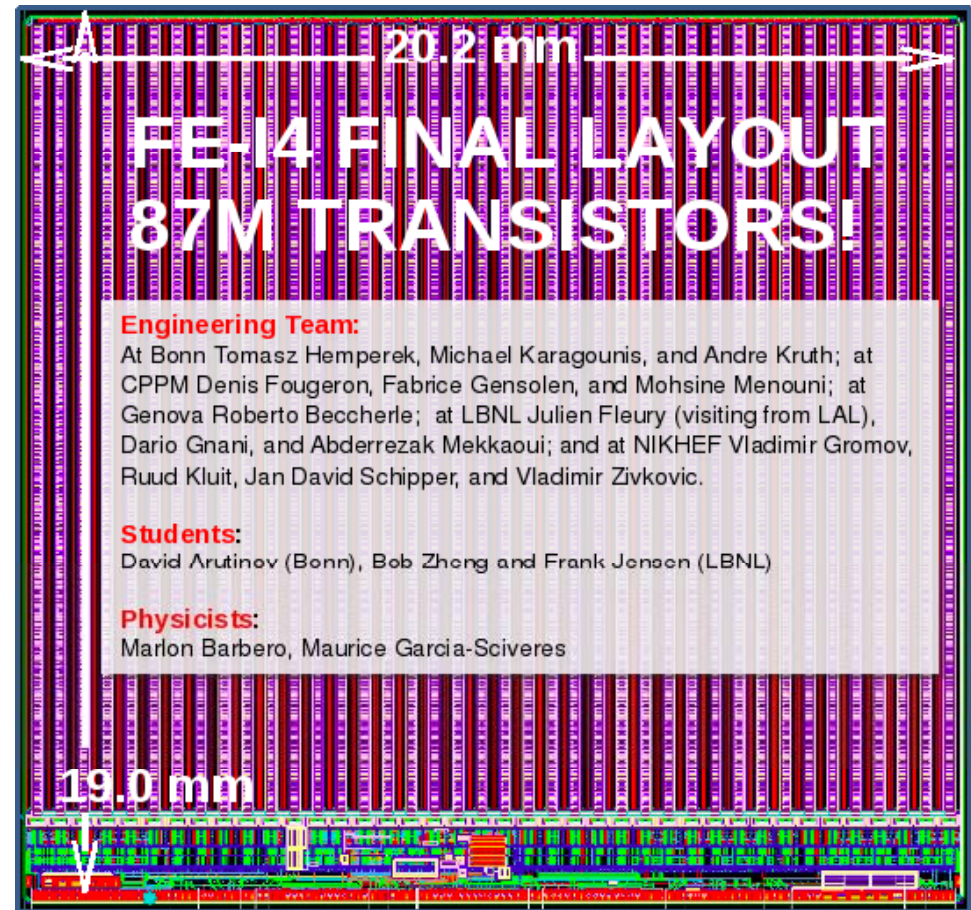 20.2 mm
FE-I4 FINAL LAYOUT
87M TRANSISTORS!
Engineering Team:
At Bonn Tomasz Hemperek, Michael Karagounis, and Andre Kruth; at
CPPM Denis Fougeron, Fabrice Gensolen, and Mohsine Menouni; at
Genova Roberto Beccherle; at LBNL Julien Fleury (visiting from LAL),
Dario Gnani, and Abderrezak Mekkaoui; and at NIKHEF Vladimir Gromov,
Ruud Kluit, Jan David Schipper, and Vladimir Zivkovic.
Students:
David Arutinov (Bonn), Bob Zheng and Frank Jensen (LBNL)
Physicists:
Marlon Barbero, Maurice Garcia-Sciveres
19.0 mm